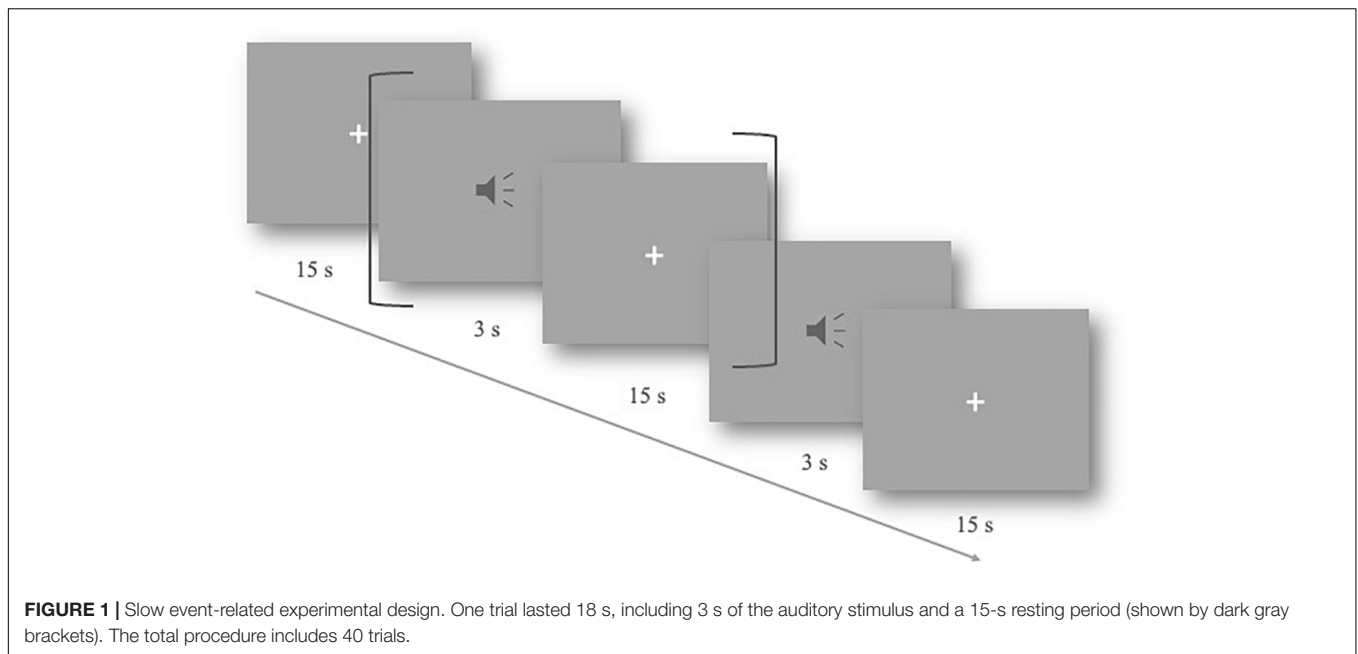 15 s
3 s
15 s
3 s
15 s
FIGURE 1 | Slow event-related experimental design. One trial lasted 18 s, including 3 s of the auditory stimulus and a 15-s resting period (shown by dark gray
brackets). The total procedure includes 40 trials.